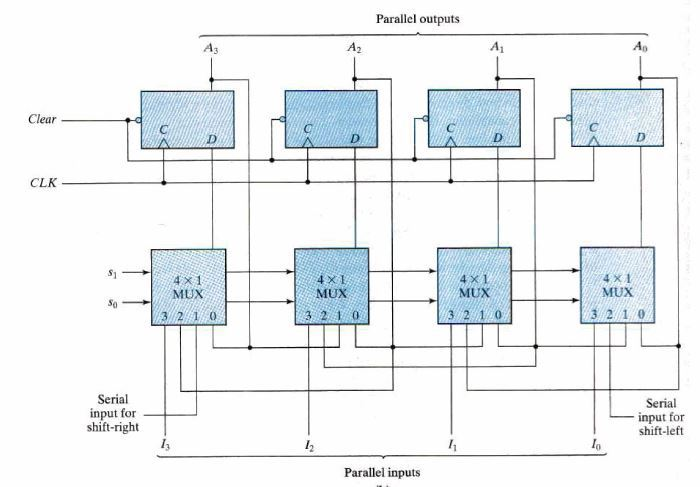 Parallel outputs
A3 A2 A1 A0
Clear
C D C D C D C D
CLK
s1
s0
4 × 1 MUX 4 × 1 MUX 4 × 1 MUX 4 × 1 MUX
3 2 1 0 3 2 1 0 3 2 1 0 3 2 1 0
Serial
input for
shift-right
Serial
input for
shift-left
I3 I2 I1 I0
Parallel inputs